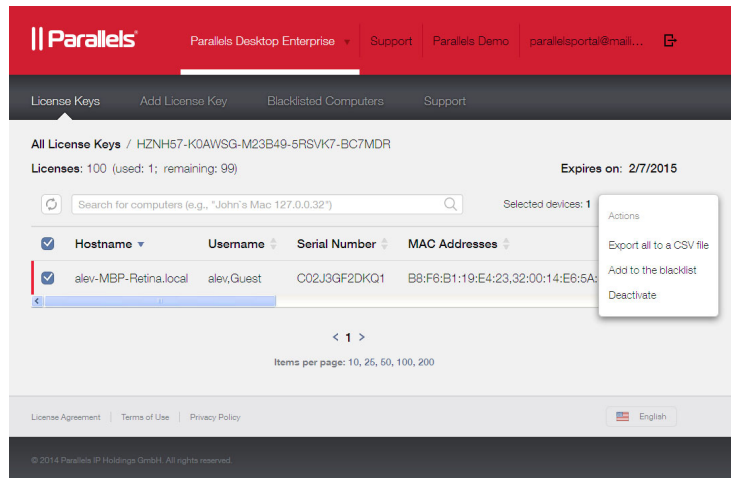 Parallels Parallels Desktop Enterprise Support Parallels Demo parallelsportal@maili...
License Keys Add License Key Blacklisted Computers Support
All License Keys / HZNH57-K0AWSG-M23B49-5RSVK7-BC7MDR
Licenses: 100 (used: 1; remaining: 99) Expires on: 2/7/2015
Search for computers (e.g., "John`s Mac 127.0.0.32") Selected devices: 1
Actions
Export all to a CSV file
Add to the blacklist
Deactivate
Hostname Username Serial Number MAC Addresses
alev-MBP-Retina.local alev,Guest C02J3GF2DKQ1 B8:F6:B1:19:E4:23,32:00:14:E6:5A:
< 1 >
Items per page: 10, 25, 50, 100, 200
License Agreement | Terms of Use | Privacy Policy English
© 2014 Parallels IP Holdings GmbH. All rights reserved.